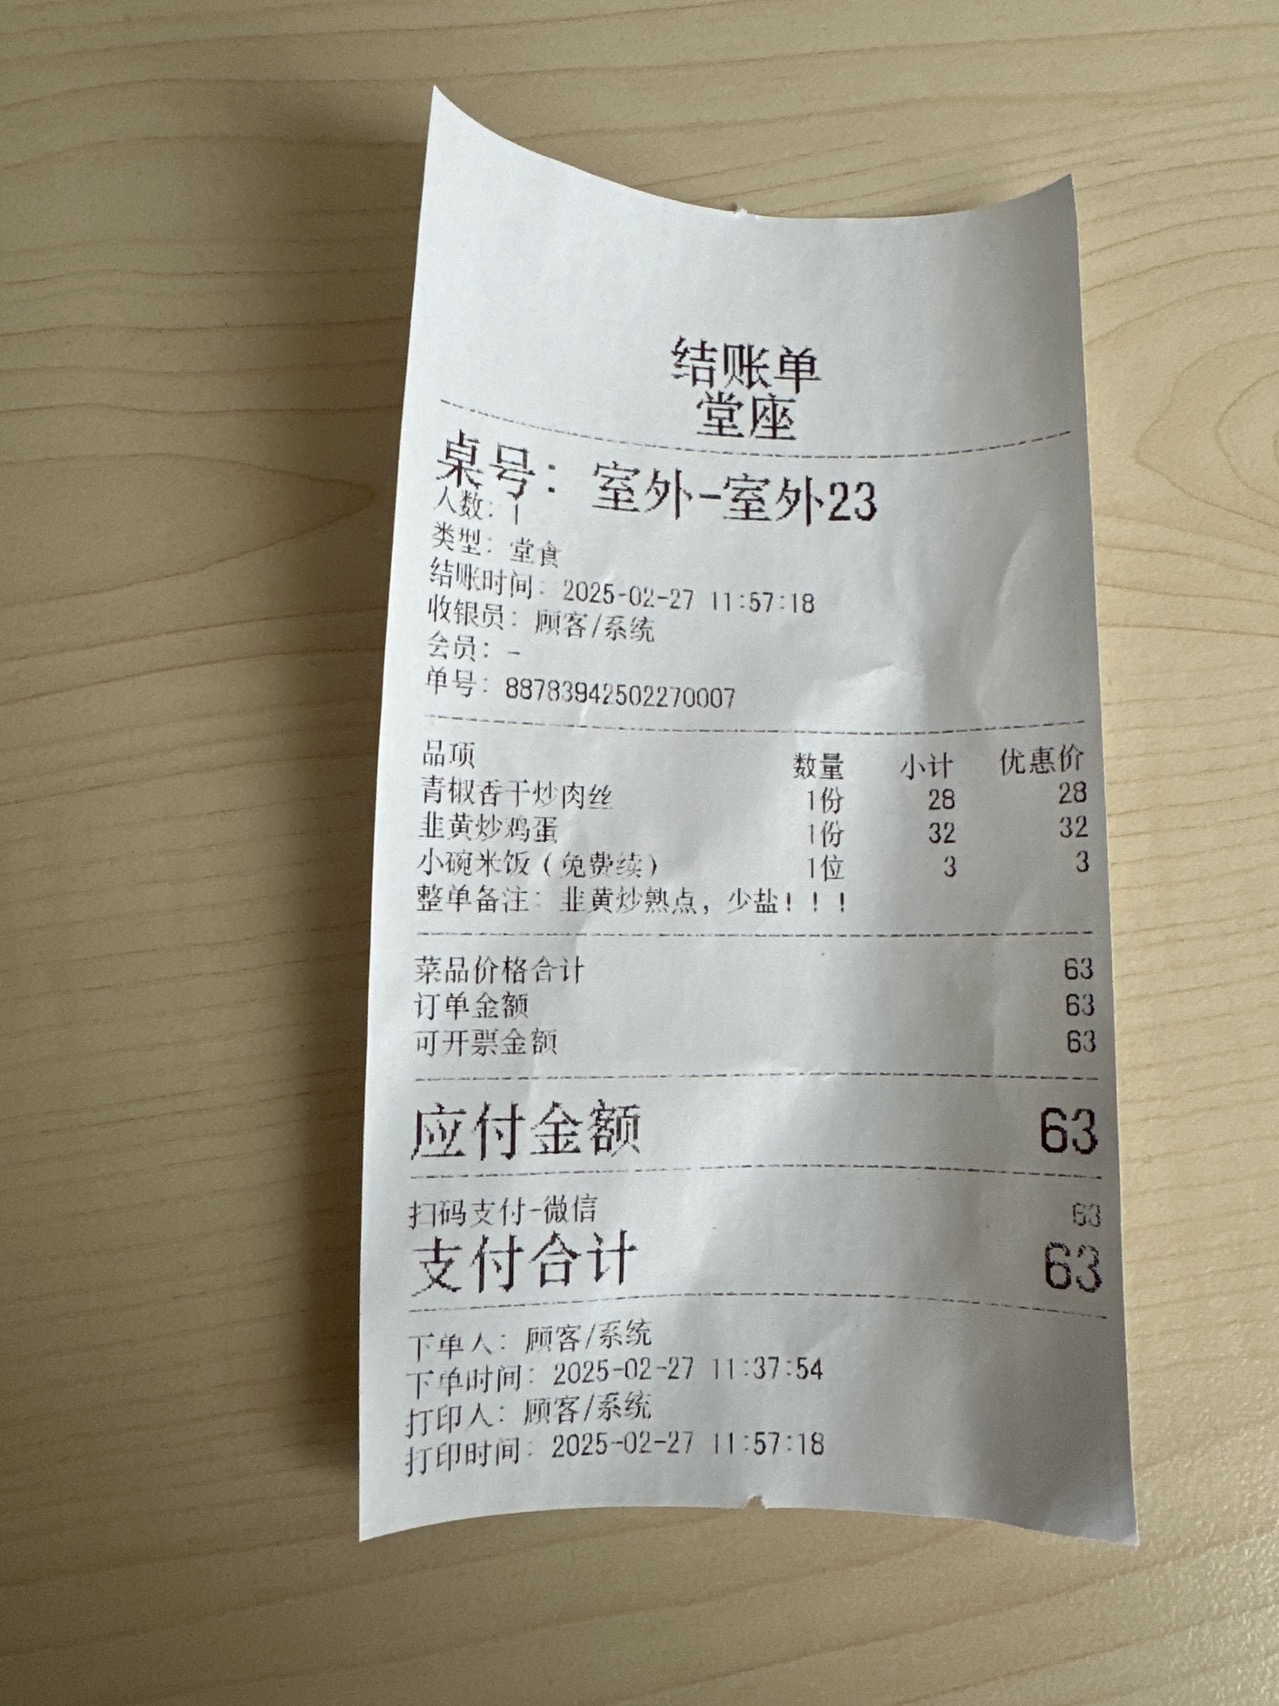 结账单
堂座
桌号: 室外-室外23
人数: 1
类型: 堂食
结账时间: 2025-02-27 11:57:18
收银员: 顾客/系统
会员: -
单号: 88783942502270007
品项 数量 小计 优惠价
青椒香干炒肉丝 1份 28 28
韭黄炒鸡蛋 1份 32 32
小碗米饭(免费续) 1位 3 3
整单备注: 韭黄炒熟点, 少盐!!!
菜品价格合计 63
订单金额 63
可开票金额 63
应付金额 63
扫码支付-微信 63
支付合计 63
下单人: 顾客/系统
下单时间: 2025-02-27 11:37:54
打印人: 顾客/系统
打印时间: 2025-02-27 11:57:18